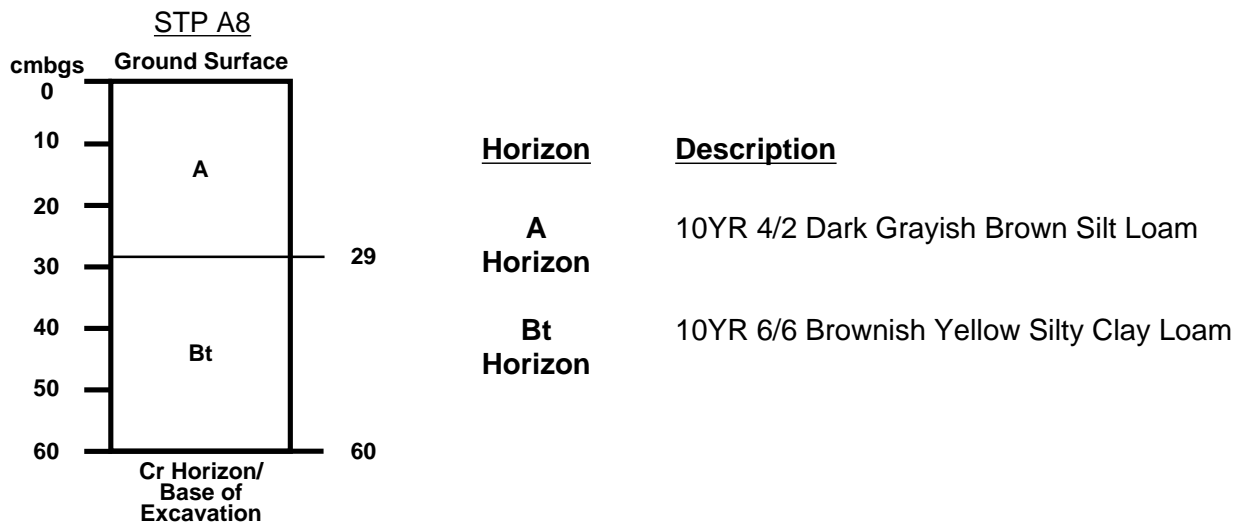 STP A8
cmbgs
Ground Surface
0
10
20
30
40
50
60
A
Bt
29
60
Cr Horizon/
Base of
Excavation
Horizon Description
A
Horizon
10YR 4/2 Dark Grayish Brown Silt Loam
Bt
Horizon
10YR 6/6 Brownish Yellow Silty Clay Loam